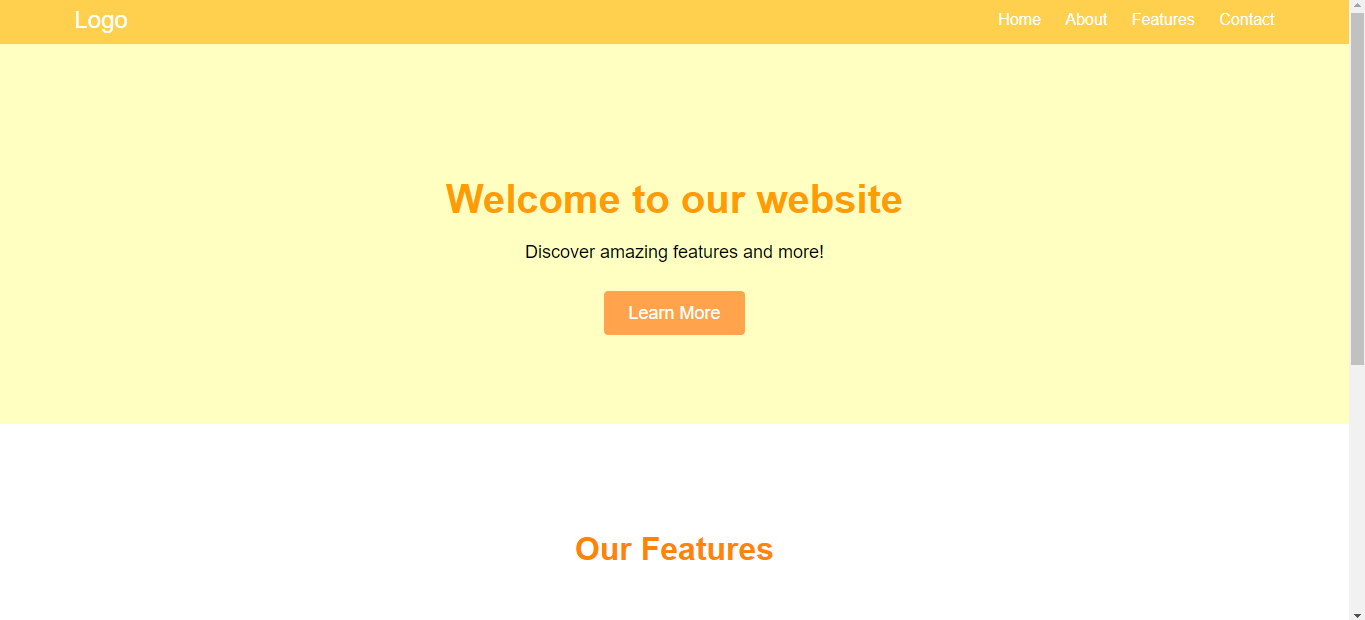 Logo
Home About Features Contact
Welcome to our website
Discover amazing features and more!
Learn More
Our Features